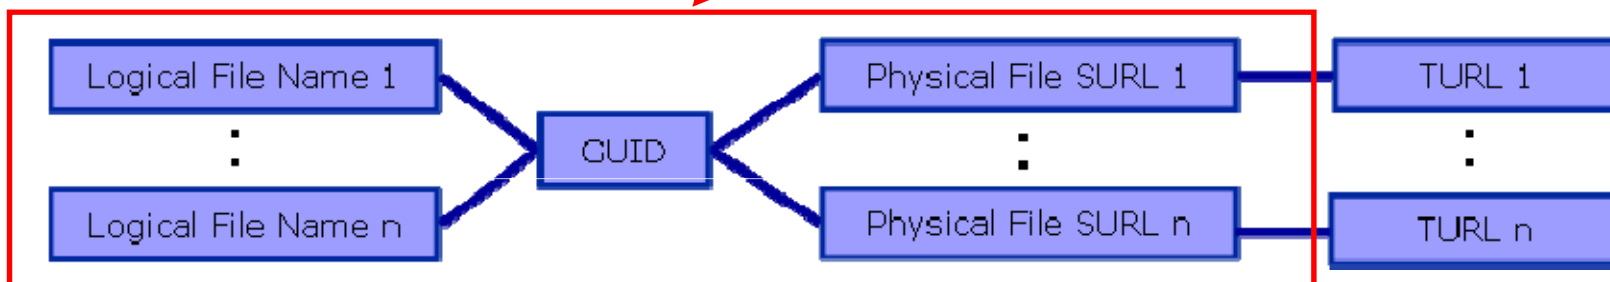 Logical File Name 1
Physical File SURL 1
TURL 1
:
:
:
GUID
Logical File Name n
Physical File SURL n
TURL n